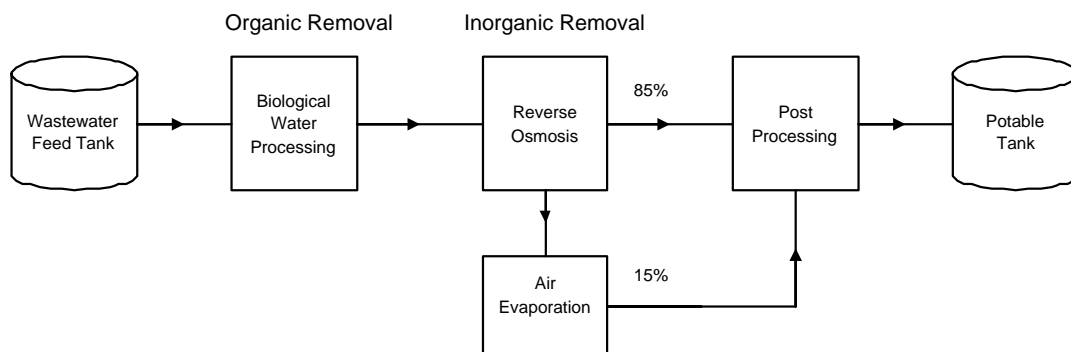 Organic Removal
Inorganic Removal
Wastewater
Feed Tank
Biological
Water
Processing
Reverse
Osmosis
85%
Post
Processing
Potable
Tank
Air
Evaporation
15%